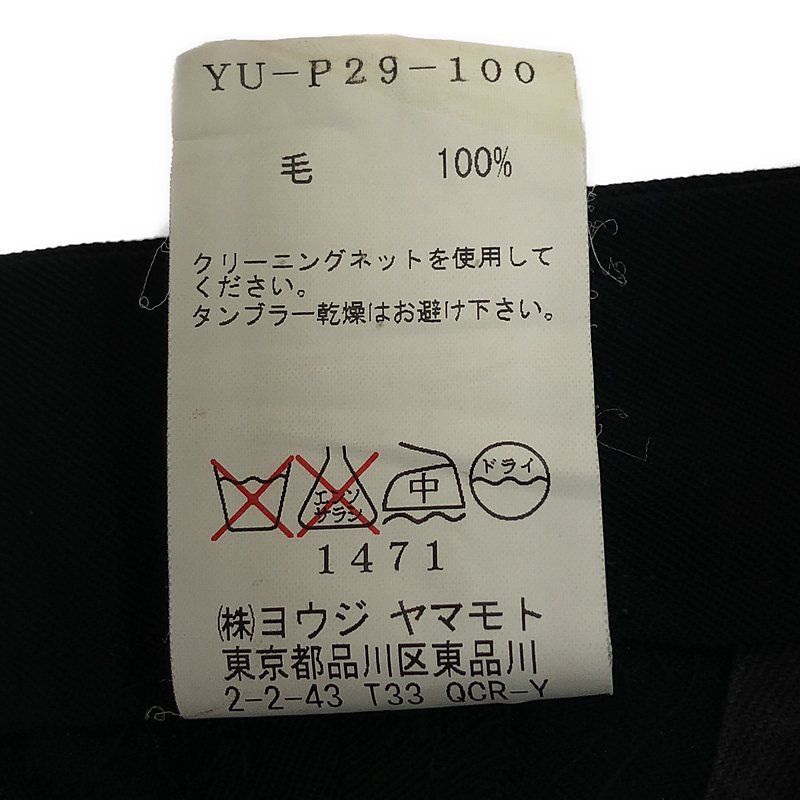 YU-P29-100
毛 100%
クリーニングネットを使用して
ください。
タンブラー乾燥はお避け下さい。
エンソ
サラシ
中
ドライ
1471
㈱ヨウジ ヤマモト
東京都品川区東品川
2-2-43 T33 QCR-Y